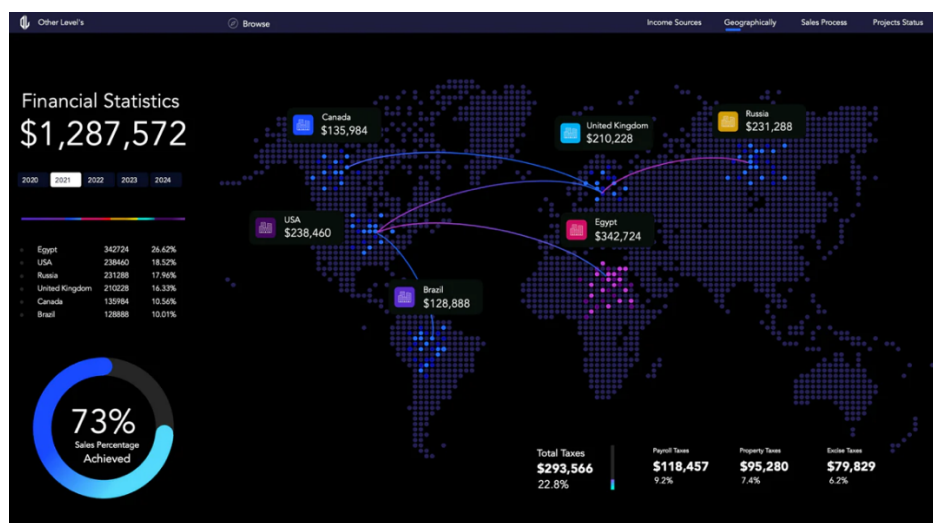 Other Level's
Browse
Income Sources
Geographically
Sales Process
Projects Status
Financial Statistics
$1,287,572
2020 2021 2022 2023 2024
Egypt 342724 26.62%
USA 238460 18.52%
Russia 231288 17.96%
United Kingdom 210228 16.33%
Canada 135984 10.56%
Brazil 128888 10.01%
73%
Sales Percentage
Achieved
Canada
$135,984
United Kingdom
$210,228
Russia
$231,288
USA
$238,460
Egypt
$342,724
Brazil
$128,888
Total Taxes
$293,566
22.8%
Payroll Taxes
$118,457
9.2%
Property Taxes
$95,280
7.4%
Excise Taxes
$79,829
6.2%